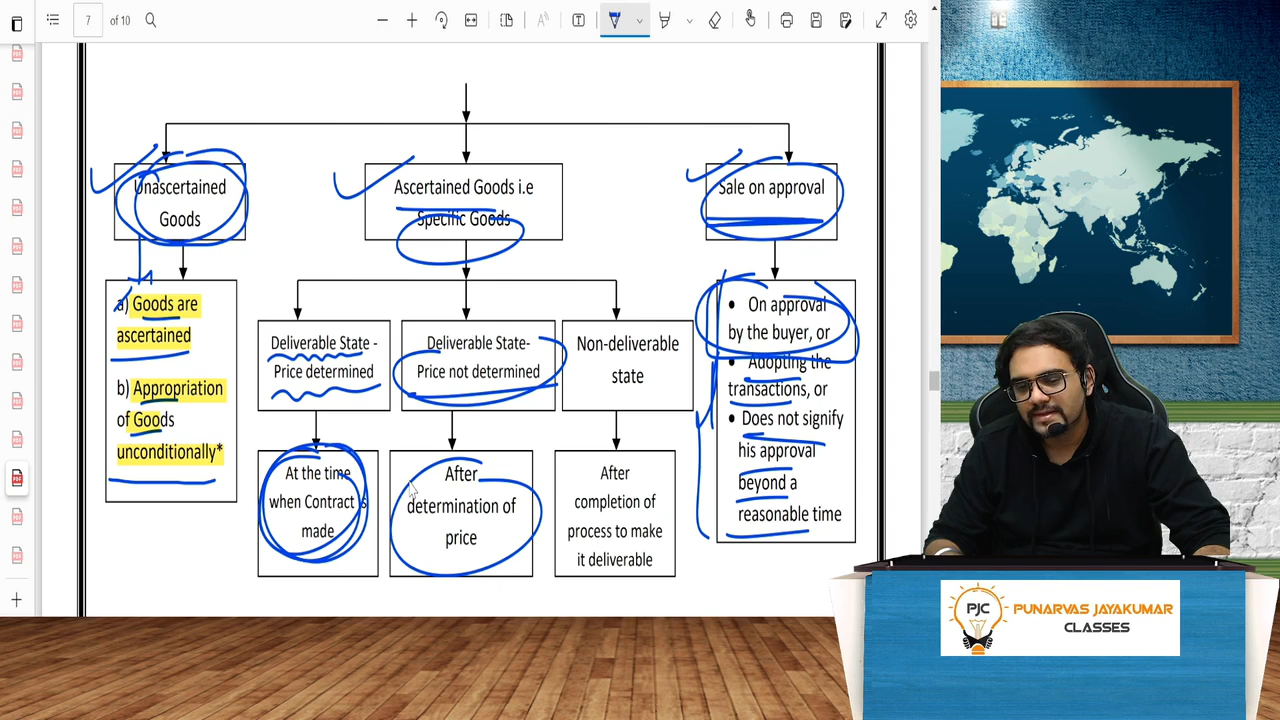 7
of 10
Unascertained
Goods
Ascertained Goods i.e
Specific Goods
Sale on approval
a) Goods are
ascertained
b) Appropriation
of Goods
unconditionally*
Deliverable State -
Price determined
Deliverable State-
Price not determined
Non-deliverable
state
At the time
when Contract is
made
After
determination of
price
After
completion of
process to make
it deliverable
• On approval
by the buyer, or
• Adopting the
transactions, or
• Does not signify
his approval
beyond a
reasonable time
PJC
PUNARVAS JAYAKUMAR
CLASSES